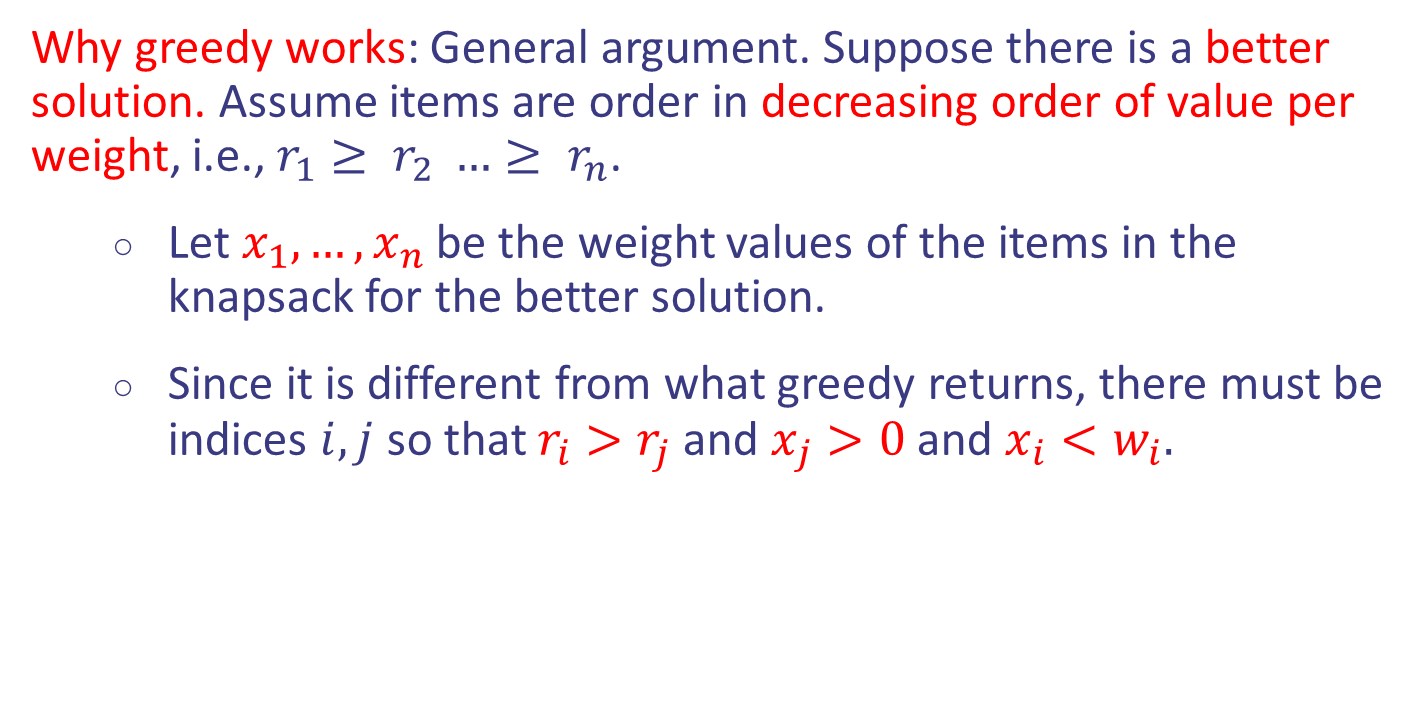 Why greedy works: General argument. Suppose there is a better
solution. Assume items are order in decreasing order of value per
weight, i.e., r₁ ≥ r₂ … ≥ rₙ.
○ Let x₁, … , xₙ be the weight values of the items in the
knapsack for the better solution.
○ Since it is different from what greedy returns, there must be
indices i, j so that rᵢ > rⱼ and xⱼ > 0 and xᵢ < wᵢ.